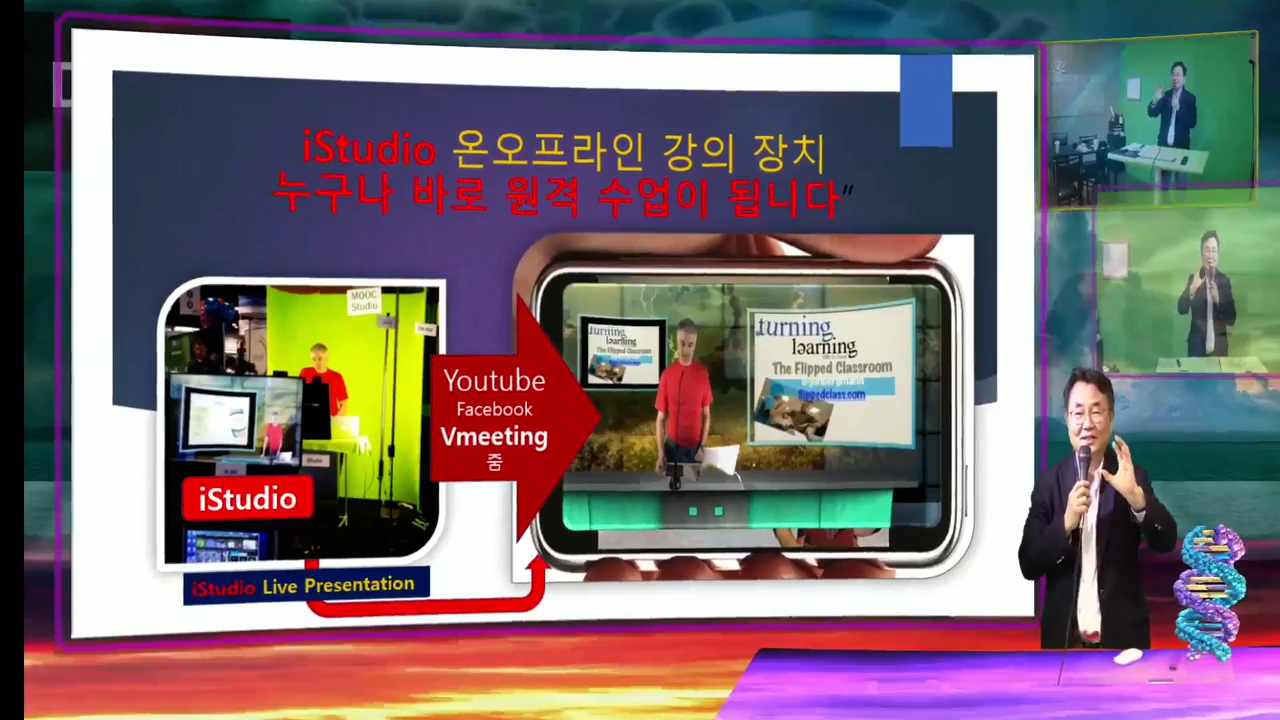 iStudio 온오프라인 강의 장치
누구나 바로 원격 수업이 됩니다”
MOOC
Studio
iStudio
iStudio Live Presentation
Youtube
Facebook
Vmeeting
줌
turning
learning
The Flipped Classroom
turning
learning
The Flipped Classroom
flippedclass.com